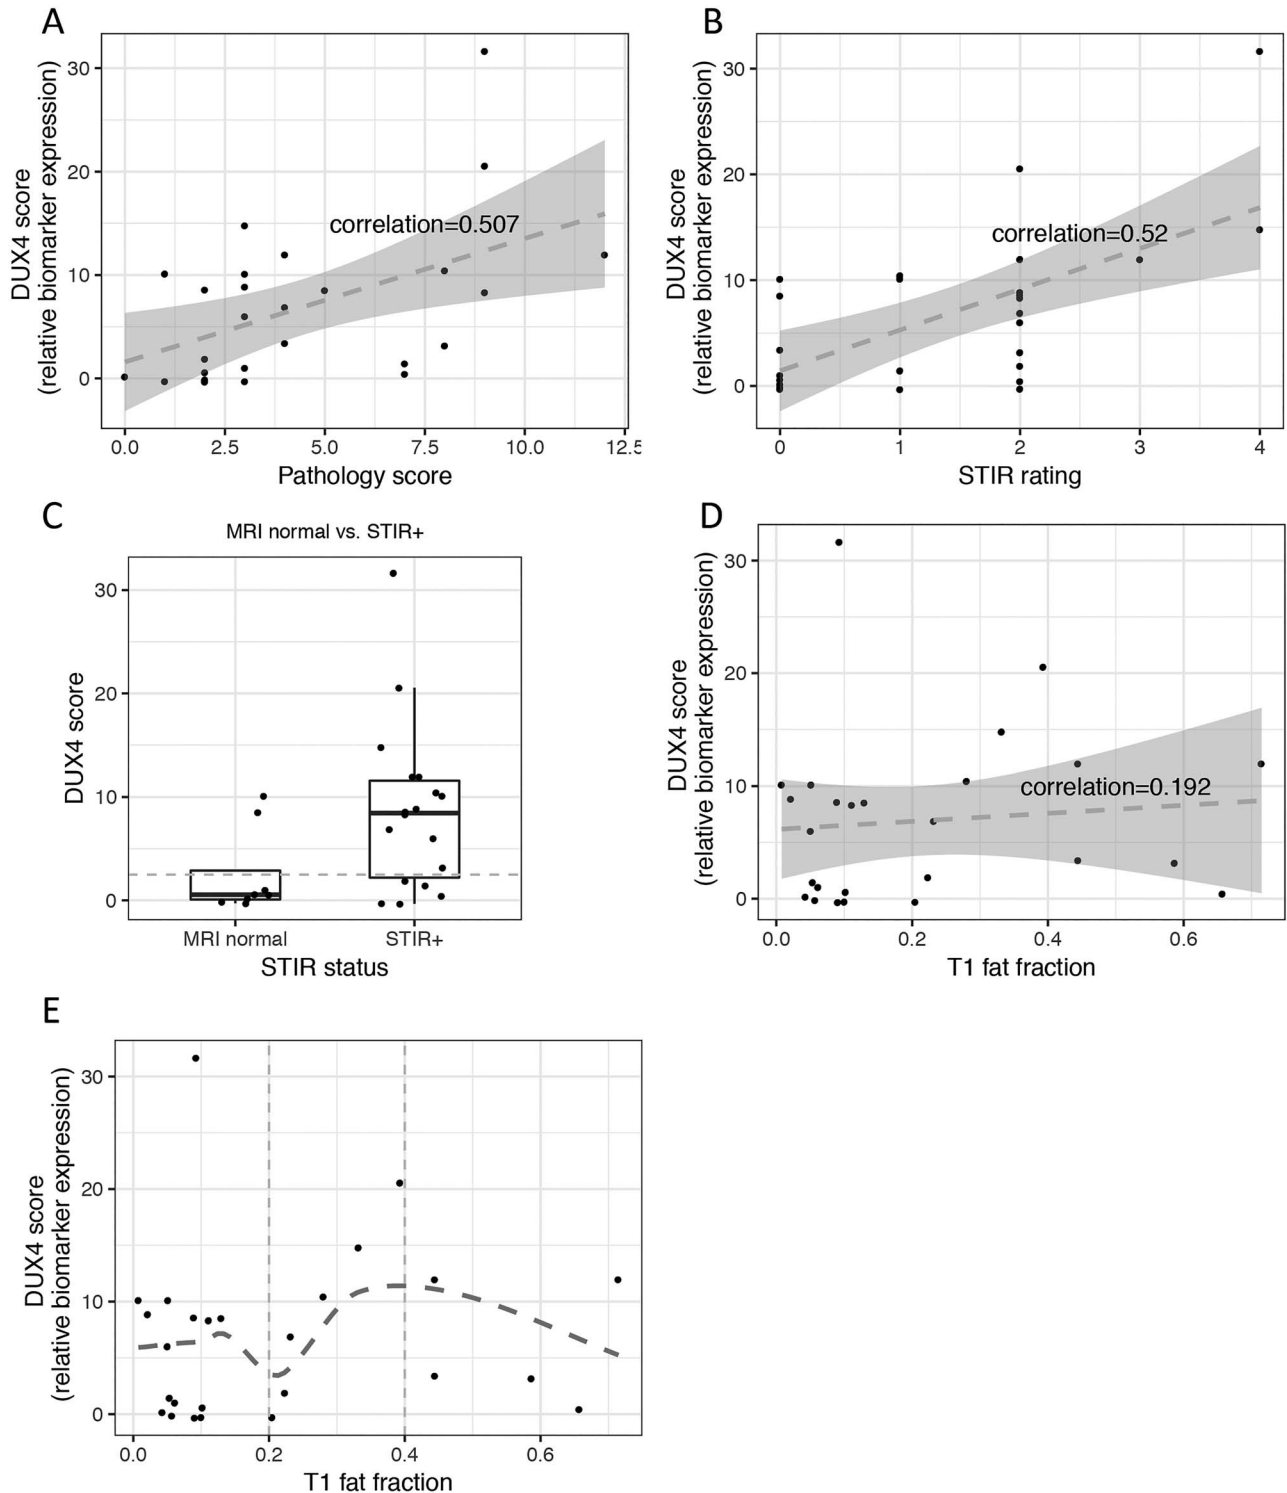 A
DUX4 score
(relative biomarker expression)
30
20
10
0
correlation=0.507
0.0 2.5 5.0 7.5 10.0 12.5
Pathology score
B
DUX4 score
(relative biomarker expression)
30
20
10
0
correlation=0.52
0 1 2 3 4
STIR rating
C
MRI normal vs. STIR+
DUX4 score
30
20
10
0
MRI normal STIR+
STIR status
D
DUX4 score
(relative biomarker expression)
30
20
10
0
correlation=0.192
0.0 0.2 0.4 0.6
T1 fat fraction
E
DUX4 score
(relative biomarker expression)
30
20
10
0
0.0 0.2 0.4 0.6
T1 fat fraction